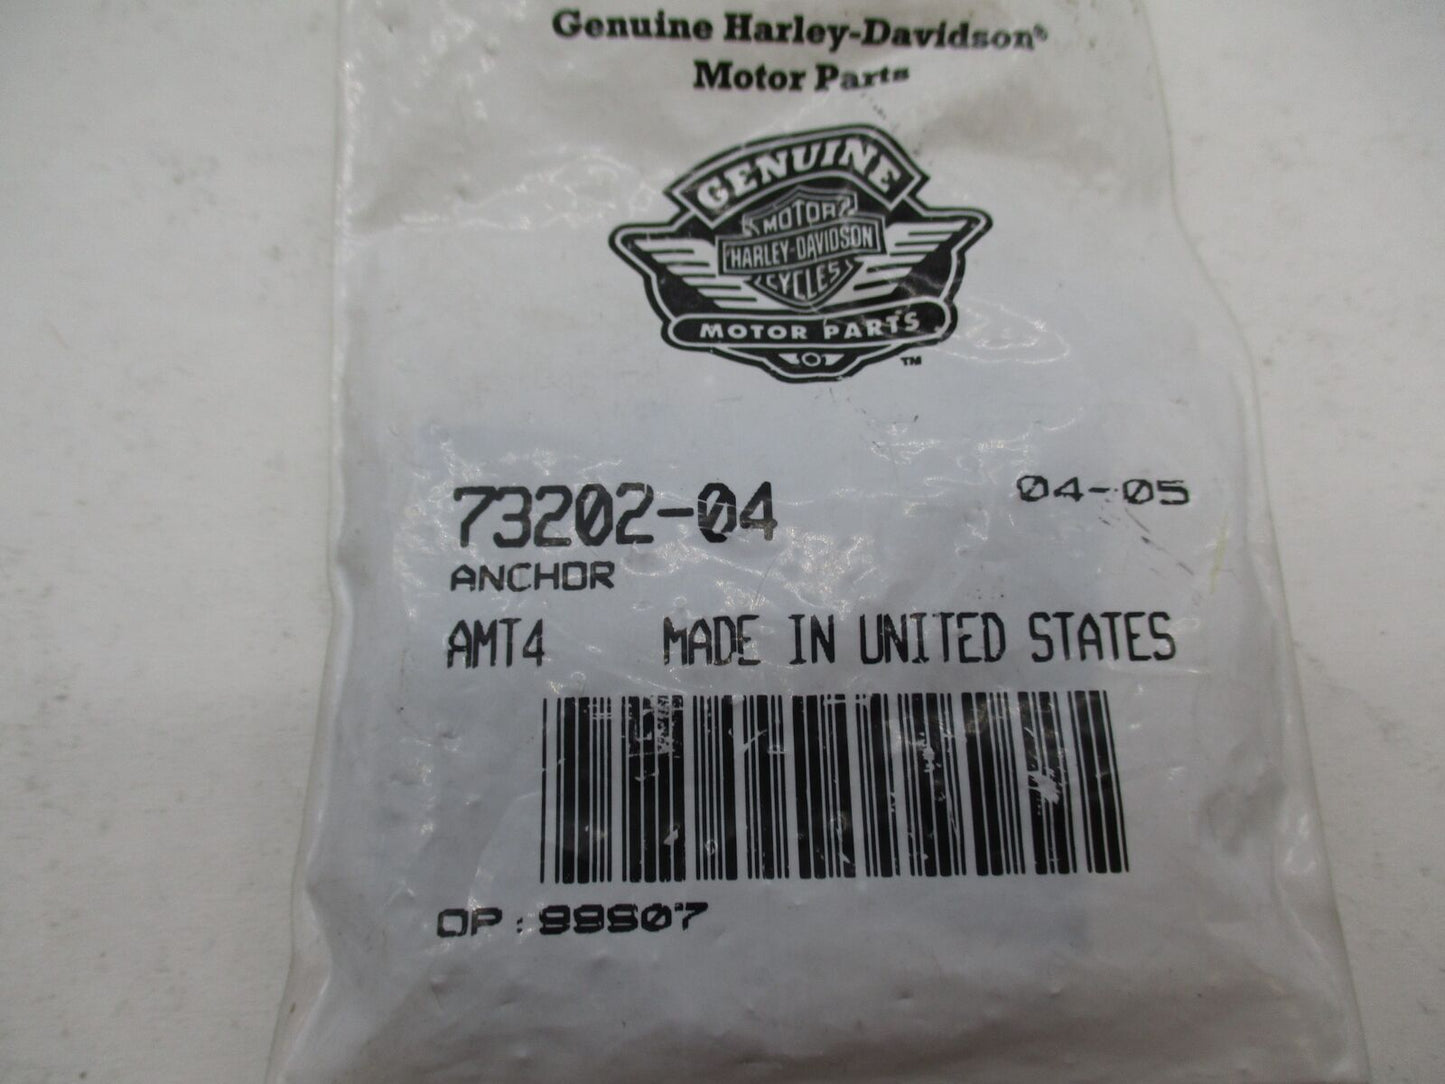 Genuine Harley-Davidson®
Motor Parts
GENUINE
MOTOR
HARLEY-DAVIDSON
CYCLES
MOTOR PARTS
TM
73202-04
04-05
ANCHOR
AMT4 MADE IN UNITED STATES
OP:99907